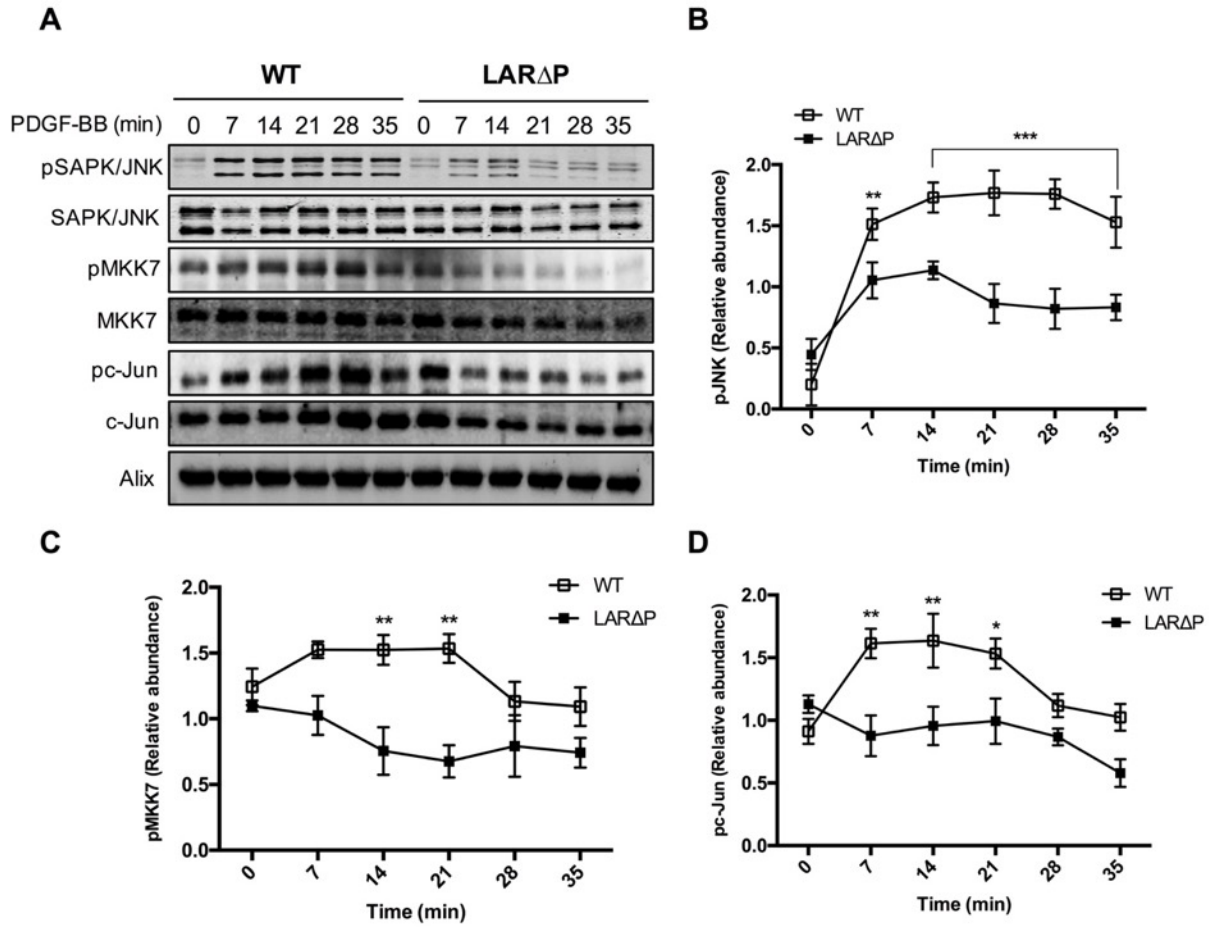 A
WT LARΔP
PDGF-BB (min) 0 7 14 21 28 35 0 7 14 21 28 35
pSAPK/JNK
SAPK/JNK
pMKK7
MKK7
pc-Jun
c-Jun
Alix
B
WT
LARΔP
***
**
2.0
1.5
1.0
0.5
0.0
pJNK (Relative abundance)
0 7 14 21 28 35
Time (min)
C
WT
LARΔP
** **
2.0
1.5
1.0
0.5
0.0
pMKK7 (Relative abundance)
0 7 14 21 28 35
Time (min)
D
WT
LARΔP
** ** *
2.0
1.5
1.0
0.5
0.0
pc-Jun (Relative abundance)
0 7 14 21 28 35
Time (min)